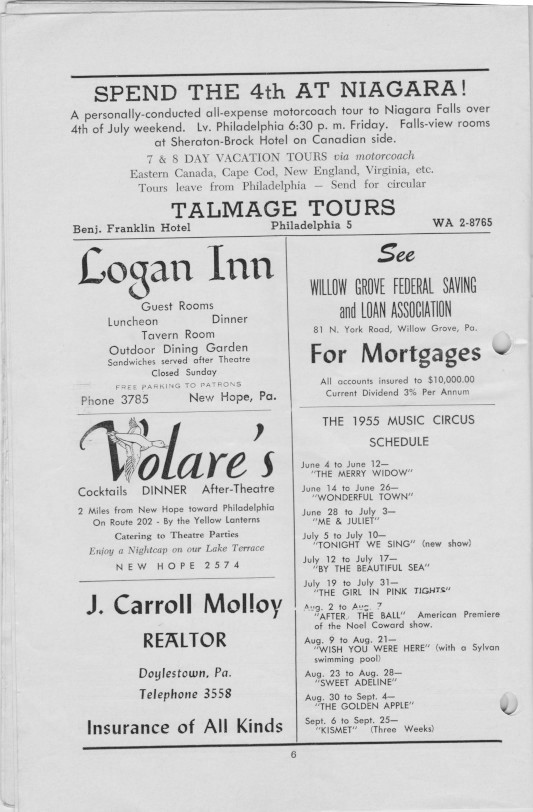 SPEND THE 4th AT NIAGARA!
A personally-conducted all-expense motorcoach tour to Niagara Falls over
4th of July weekend. Lv. Philadelphia 6:30 p. m. Friday. Falls-view rooms
at Sheraton-Brock Hotel on Canadian side.
7 & 8 DAY VACATION TOURS via motorcoach
Eastern Canada, Cape Cod, New England, Virginia, etc.
Tours leave from Philadelphia — Send for circular
TALMAGE TOURS
Benj. Franklin Hotel Philadelphia 5 WA 2-8765
Logan Inn
Guest Rooms
Luncheon Dinner
Tavern Room
Outdoor Dining Garden
Sandwiches served after Theatre
Closed Sunday
FREE PARKING TO PATRONS
Phone 3785 New Hope, Pa.
Volare's
Cocktails DINNER After-Theatre
2 Miles from New Hope toward Philadelphia
On Route 202 - By the Yellow Lanterns
Catering to Theatre Parties
Enjoy a Nightcap on our Lake Terrace
NEW HOPE 2574
J. Carroll Molloy
REALTOR
Doylestown, Pa.
Telephone 3558
Insurance of All Kinds
See
WILLOW GROVE FEDERAL SAVING
and LOAN ASSOCIATION
81 N. York Road, Willow Grove, Pa.
For Mortgages
All accounts insured to $10,000.00
Current Dividend 3% Per Annum
THE 1955 MUSIC CIRCUS
SCHEDULE
June 4 to June 12—
"THE MERRY WIDOW"
June 14 to June 26—
"WONDERFUL TOWN"
June 28 to July 3—
"ME & JULIET"
July 5 to July 10—
"TONIGHT WE SING" (new show)
July 12 to July 17—
"BY THE BEAUTIFUL SEA"
July 19 to July 31—
"THE GIRL IN PINK TIGHTS"
Aug. 2 to Aug. 7
"AFTER THE BALL" American Premiere
of the Noel Coward show.
Aug. 9 to Aug. 21—
"WISH YOU WERE HERE" (with a Sylvan
swimming pool)
Aug. 23 to Aug. 28—
"SWEET ADELINE"
Aug. 30 to Sept. 4—
"THE GOLDEN APPLE"
Sept. 6 to Sept. 25—
"KISMET" (Three Weeks)
6